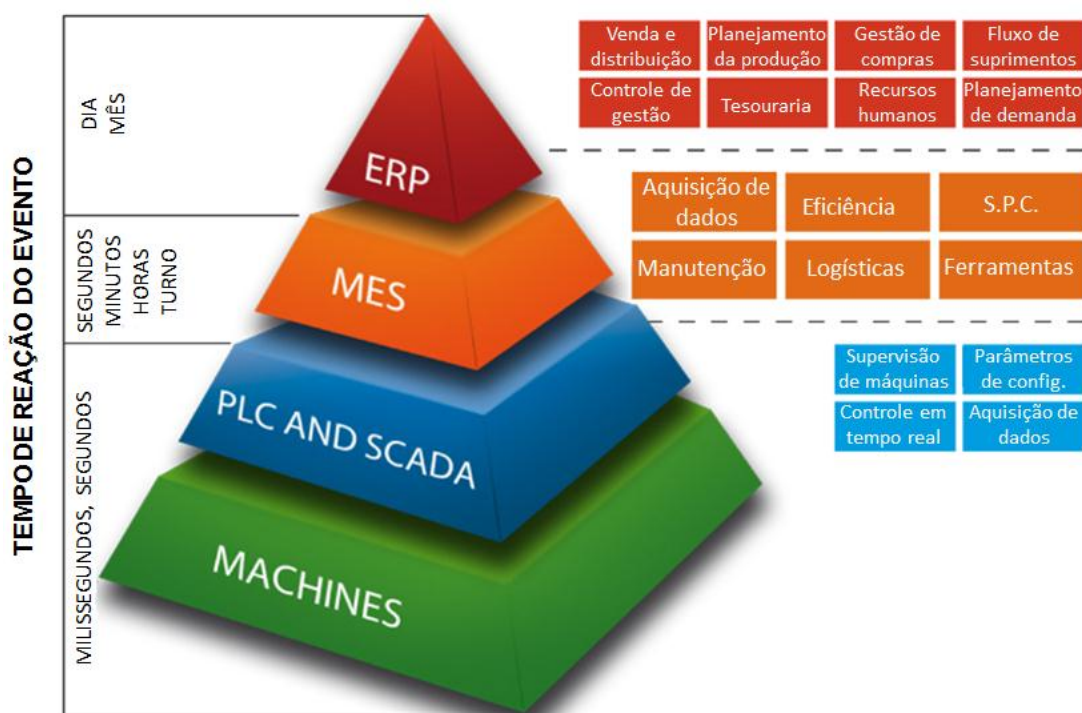 TEMPO DE REAÇÃO DO EVENTO
DIA
MÊS
SEGUNDOS
MINUTOS
HORAS
TURNO
MILISSEGUNDOS, SEGUNDOS
ERP
MES
PLC AND SCADA
MACHINES
Venda e
distribuição
Planejamento
da produção
Gestão de
compras
Fluxo de
suprimentos
Controle de
gestão
Tesouraria
Recursos
humanos
Planejamento
de demanda
Aquisição de
dados
Eficiência
S.P.C.
Manutenção
Logísticas
Ferramentas
Supervisão
de máquinas
Parâmetros
de config.
Controle em
tempo real
Aquisição de
dados